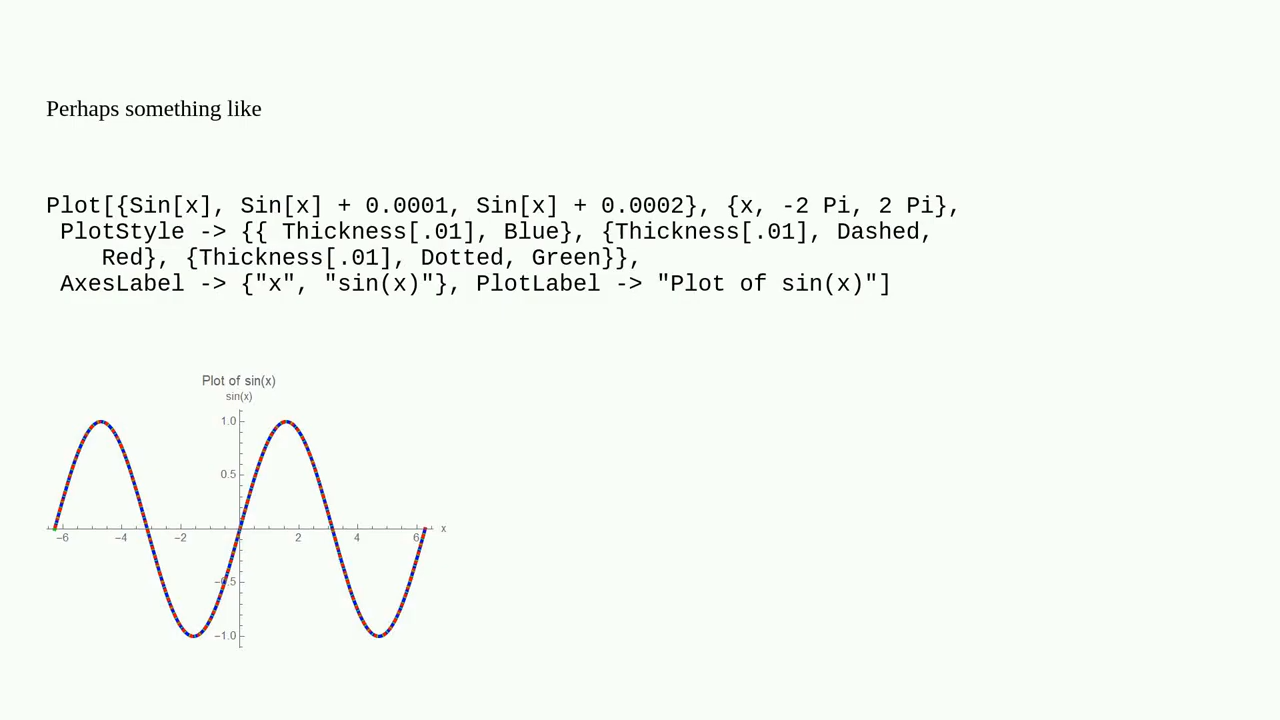 Perhaps something like
Plot[{Sin[x], Sin[x] + 0.0001, Sin[x] + 0.0002}, {x, -2 Pi, 2 Pi},
PlotStyle -> {{ Thickness[.01], Blue}, {Thickness[.01], Dashed,
Red}, {Thickness[.01], Dotted, Green}},
AxesLabel -> {"x", "sin(x)"}, PlotLabel -> "Plot of sin(x)"]
Plot of sin(x)
sin(x)
1.0
0.5
−6 −4 −2 2 4 6 x
−0.5
−1.0